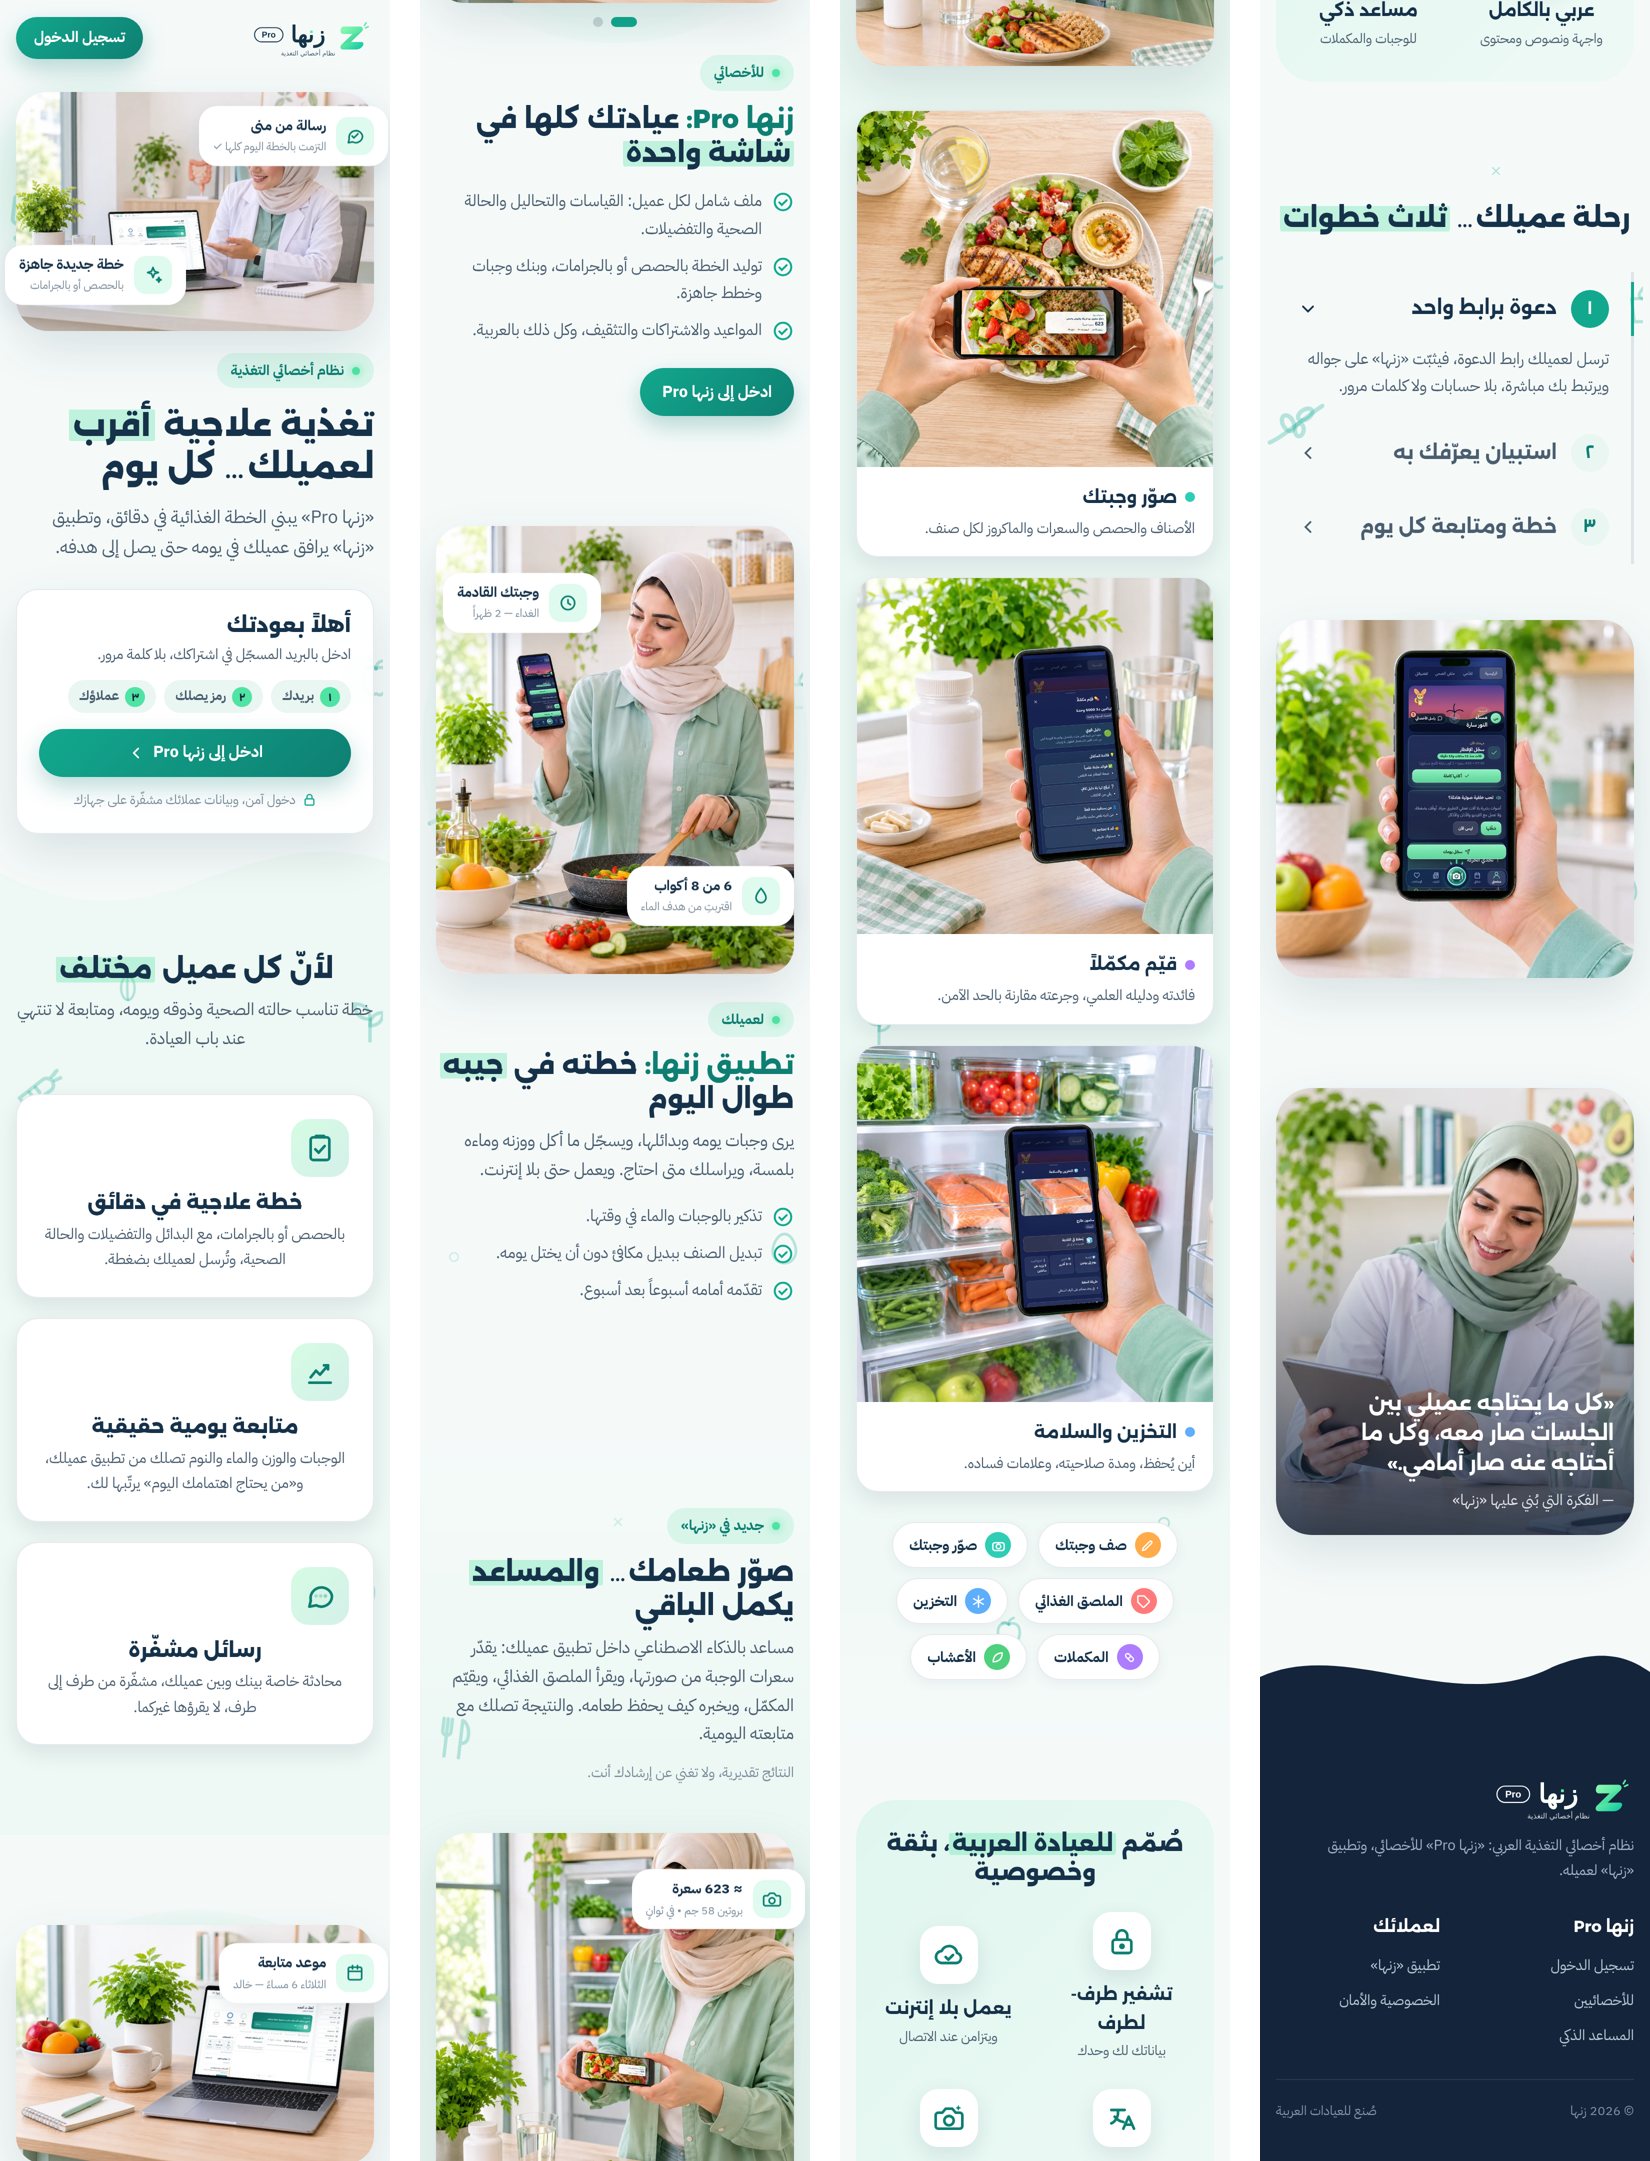 زنها Pro
نظام أخصائي التغذية
تسجيل الدخول
رسالة من منى
التزمت بالخطة اليوم كلها ✓
خطة جديدة جاهزة
بالحصص أو بالجرامات
نظام أخصائي التغذية
تغذية علاجية أقرب
لعميلك... كل يوم
«زنها Pro» يبني الخطة الغذائية في دقائق، وتطبيق
«زنها» يرافق عميلك في يومه حتى يصل إلى هدفه.
أهلاً بعودتك
ادخل بالبريد المسجّل في اشتراكك، بلا كلمة مرور.
١ بريدك
٢ رمز يصلك
٣ عملاؤك
ادخل إلى زنها Pro
دخول آمن، وبيانات عملائك مشفّرة على جهازك
لأنّ كل عميل مختلف
خطة تناسب حالته الصحية وذوقه ويومه، ومتابعة لا تنتهي
عند باب العيادة.
خطة علاجية في دقائق
بالحصص أو بالجرامات، مع البدائل والتفضيلات والحالة
الصحية، وتُرسل لعميلك بضغطة.
متابعة يومية حقيقية
الوجبات والوزن والماء والنوم تصلك من تطبيق عميلك،
و«من يحتاج اهتمامك اليوم» يرتّبها لك.
رسائل مشفّرة
محادثة خاصة بينك وبين عميلك، مشفّرة من طرف إلى
طرف، لا يقرؤها غيركما.
موعد متابعة
الثلاثاء 6 مساءً — خالد
للأخصائي
زنها Pro: عيادتك كلها في
شاشة واحدة
ملف شامل لكل عميل: القياسات والتحاليل والحالة
الصحية والتفضيلات.
توليد الخطة بالحصص أو بالجرامات، وبنك وجبات
وخطط جاهزة.
المواعيد والاشتراكات والتثقيف، وكل ذلك بالعربية.
ادخل إلى زنها Pro
وجبتك القادمة
الغداء — 2 ظهراً
6 من 8 أكواب
اقتربتِ من هدف الماء
لعميلك
تطبيق زنها: خطته في جيبه
طوال اليوم
يرى وجبات يومه وبدائلها، ويسجّل ما أكل ووزنه وماءه
بلمسة، ويراسلك متى احتاج. ويعمل حتى بلا إنترنت.
تذكير بالوجبات والماء في وقتها.
تبديل الصنف ببديل مكافئ دون أن يختل يومه.
تقدّمه أمامه أسبوعاً بعد أسبوع.
جديد في «زنها»
صوّر طعامك... والمساعد
يكمل الباقي
مساعد بالذكاء الاصطناعي داخل تطبيق عميلك: يقدّر
سعرات الوجبة من صورتها، ويقرأ الملصق الغذائي، ويقيّم
المكمّل، ويخبره كيف يحفظ طعامه. والنتيجة تصلك مع
متابعته اليومية.
النتائج تقديرية، ولا تغني عن إرشادك أنت.
≈ 623 سعرة
بروتين 58 جم • في ثوانٍ
623
صوّر وجبتك
الأصناف والحصص والسعرات والماكروز لكل صنف.
قيّم مكمّلاً
فائدته ودليله العلمي، وجرعته مقارنة بالحد الآمن.
التخزين والسلامة
أين يُحفظ، ومدة صلاحيته، وعلامات فساده.
صف وجبتك
صوّر وجبتك
الملصق الغذائي
التخزين
المكملات
الأعشاب
صُمّم للعيادة العربية، بثقة
وخصوصية
تشفير طرف-
لطرف
بياناتك لك وحدك
يعمل بلا إنترنت
ويتزامن عند الاتصال
عربي بالكامل
واجهة ونصوص ومحتوى
مساعد ذكي
للوجبات والمكملات
رحلة عميلك... ثلاث خطوات
١ دعوة برابط واحد
ترسل لعميلك رابط الدعوة، فيثبّت «زنها» على جواله
ويرتبط بك مباشرة، بلا حسابات ولا كلمات مرور.
٢ استبيان يعرّفك به
٣ خطة ومتابعة كل يوم
«كل ما يحتاجه عميلي بين
الجلسات صار معه، وكل ما
أحتاجه عنه صار أمامي.»
— الفكرة التي بُني عليها «زنها»
زنها Pro
نظام أخصائي التغذية
نظام أخصائي التغذية العربي: «زنها Pro» للأخصائي، وتطبيق
«زنها» لعميله.
زنها Pro
تسجيل الدخول
للأخصائيين
المساعد الذكي
لعملائك
تطبيق «زنها»
الخصوصية والأمان
© 2026 زنها
صُنع للعيادات العربية